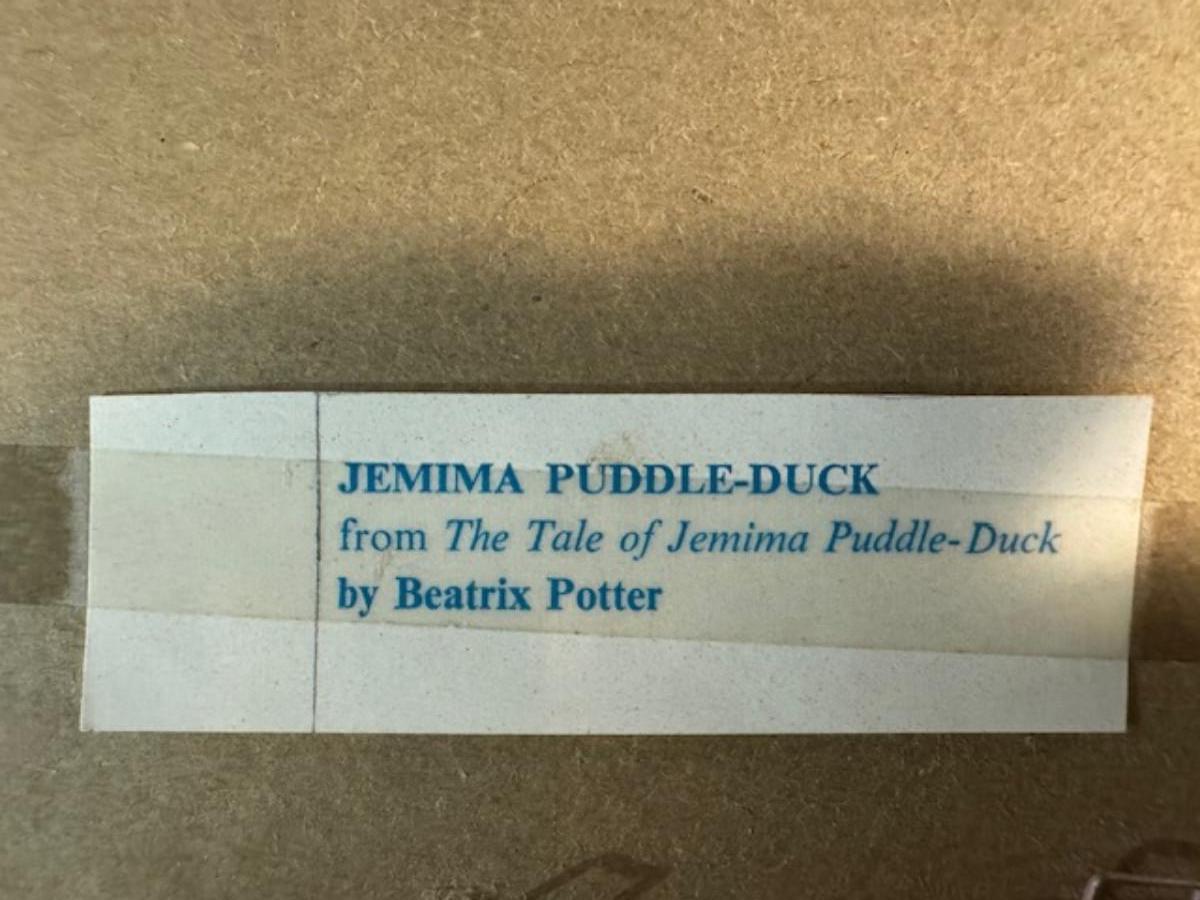 JEMIMA PUDDLE-DUCK
from The Tale of Jemima Puddle-Duck
by Beatrix Potter